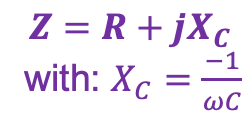 Z = R + jX_C
with: X_C = −1/ωC